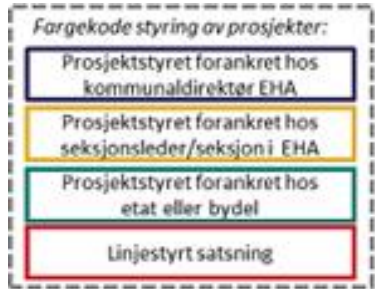 Fargekode styring av prosjekter:
Prosjektstyret forankret hos
kommunaldirektør EHA
Prosjektstyret forankret hos
seksjonsleder/seksjon i EHA
Prosjektstyret forankret hos
etat eller bydel
Linjestyrt satsning